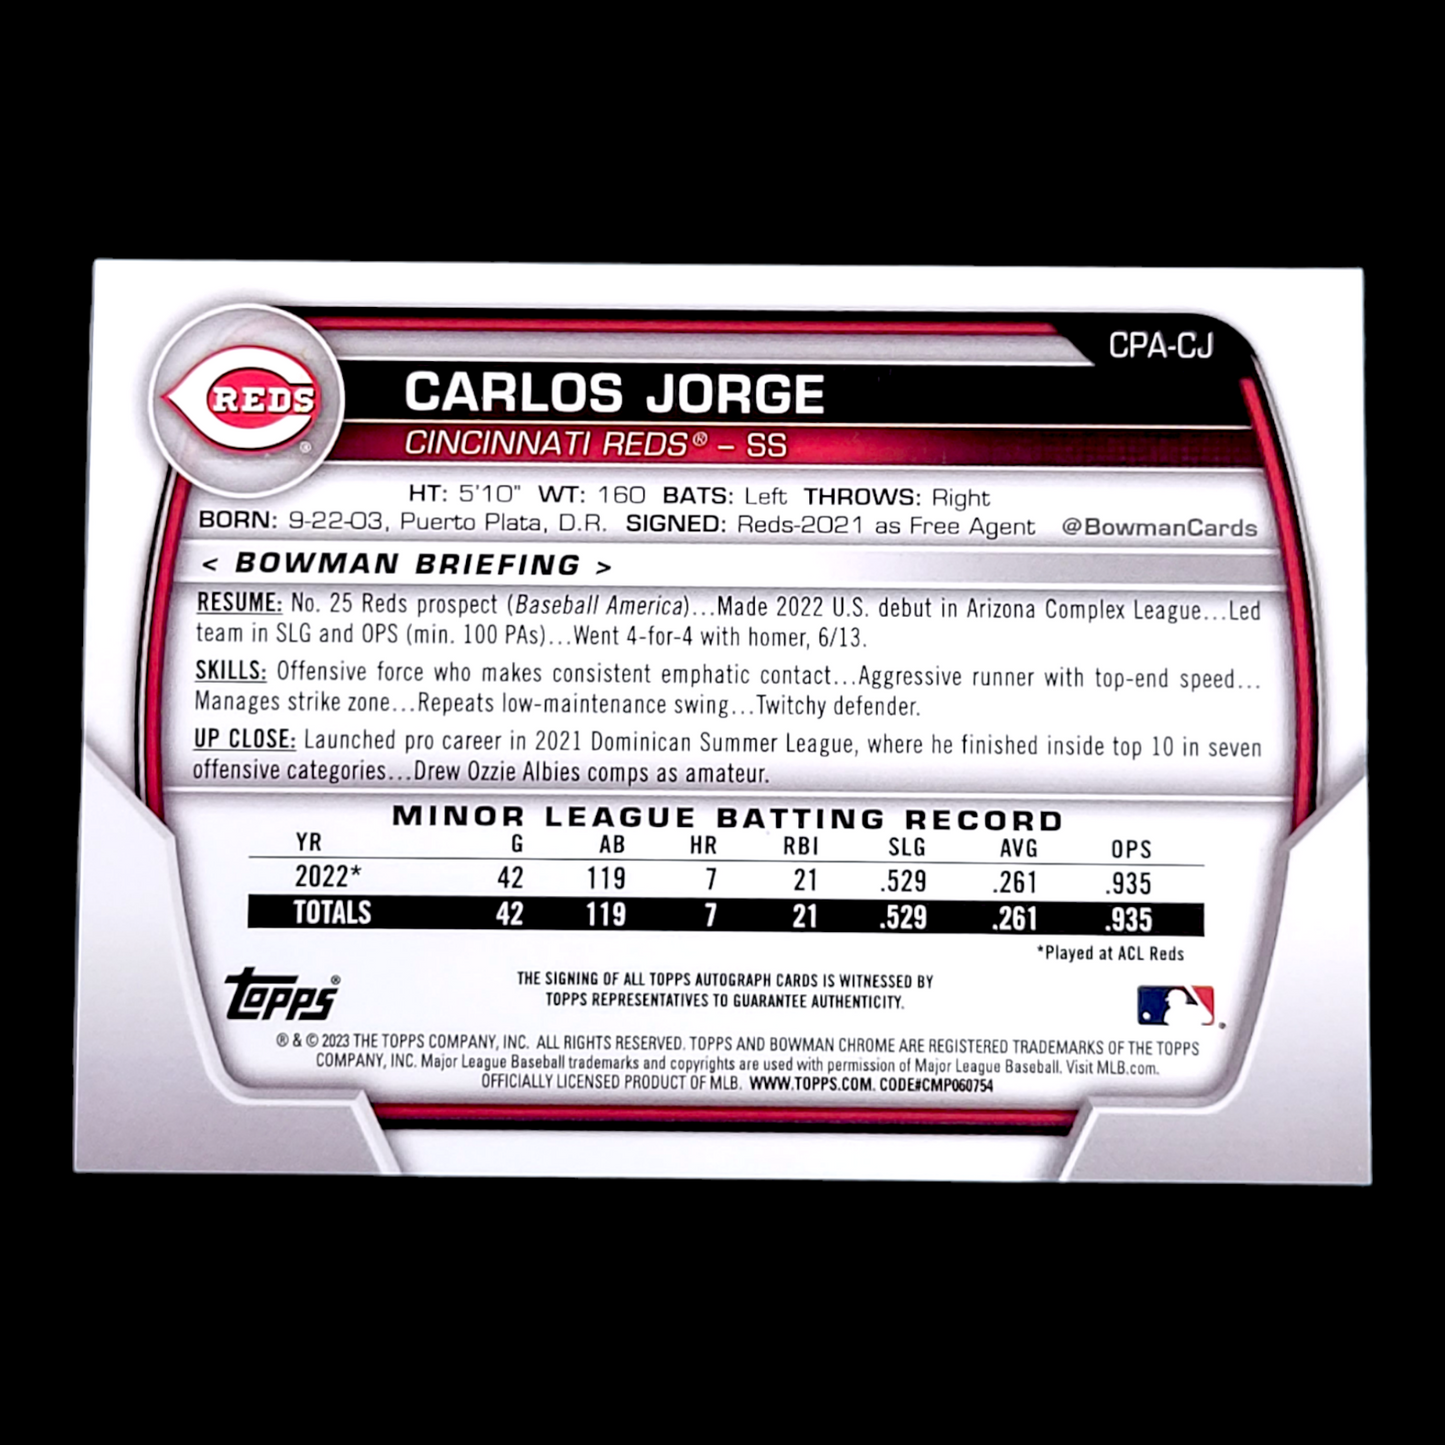 CPA-CJ
REDS
CARLOS JORGE
CINCINNATI REDS® – SS
HT: 5'10" WT: 160 BATS: Left THROWS: Right
BORN: 9-22-03, Puerto Plata, D.R. SIGNED: Reds-2021 as Free Agent @BowmanCards
< BOWMAN BRIEFING >
RESUME: No. 25 Reds prospect (Baseball America)...Made 2022 U.S. debut in Arizona Complex League...Led
team in SLG and OPS (min. 100 PAs)...Went 4-for-4 with homer, 6/13.
SKILLS: Offensive force who makes consistent emphatic contact...Aggressive runner with top-end speed...
Manages strike zone...Repeats low-maintenance swing...Twitchy defender.
UP CLOSE: Launched pro career in 2021 Dominican Summer League, where he finished inside top 10 in seven
offensive categories...Drew Ozzie Albies comps as amateur.
MINOR LEAGUE BATTING RECORD
YR G AB HR RBI SLG AVG OPS
2022* 42 119 7 21 .529 .261 .935
TOTALS 42 119 7 21 .529 .261 .935
*Played at ACL Reds
topps®
THE SIGNING OF ALL TOPPS AUTOGRAPH CARDS IS WITNESSED BY
TOPPS REPRESENTATIVES TO GUARANTEE AUTHENTICITY.
® & © 2023 THE TOPPS COMPANY, INC. ALL RIGHTS RESERVED. TOPPS AND BOWMAN CHROME ARE REGISTERED TRADEMARKS OF THE TOPPS
COMPANY, INC. Major League Baseball trademarks and copyrights are used with permission of Major League Baseball. Visit MLB.com.
OFFICIALLY LICENSED PRODUCT OF MLB. WWW.TOPPS.COM. CODE#CMP060754